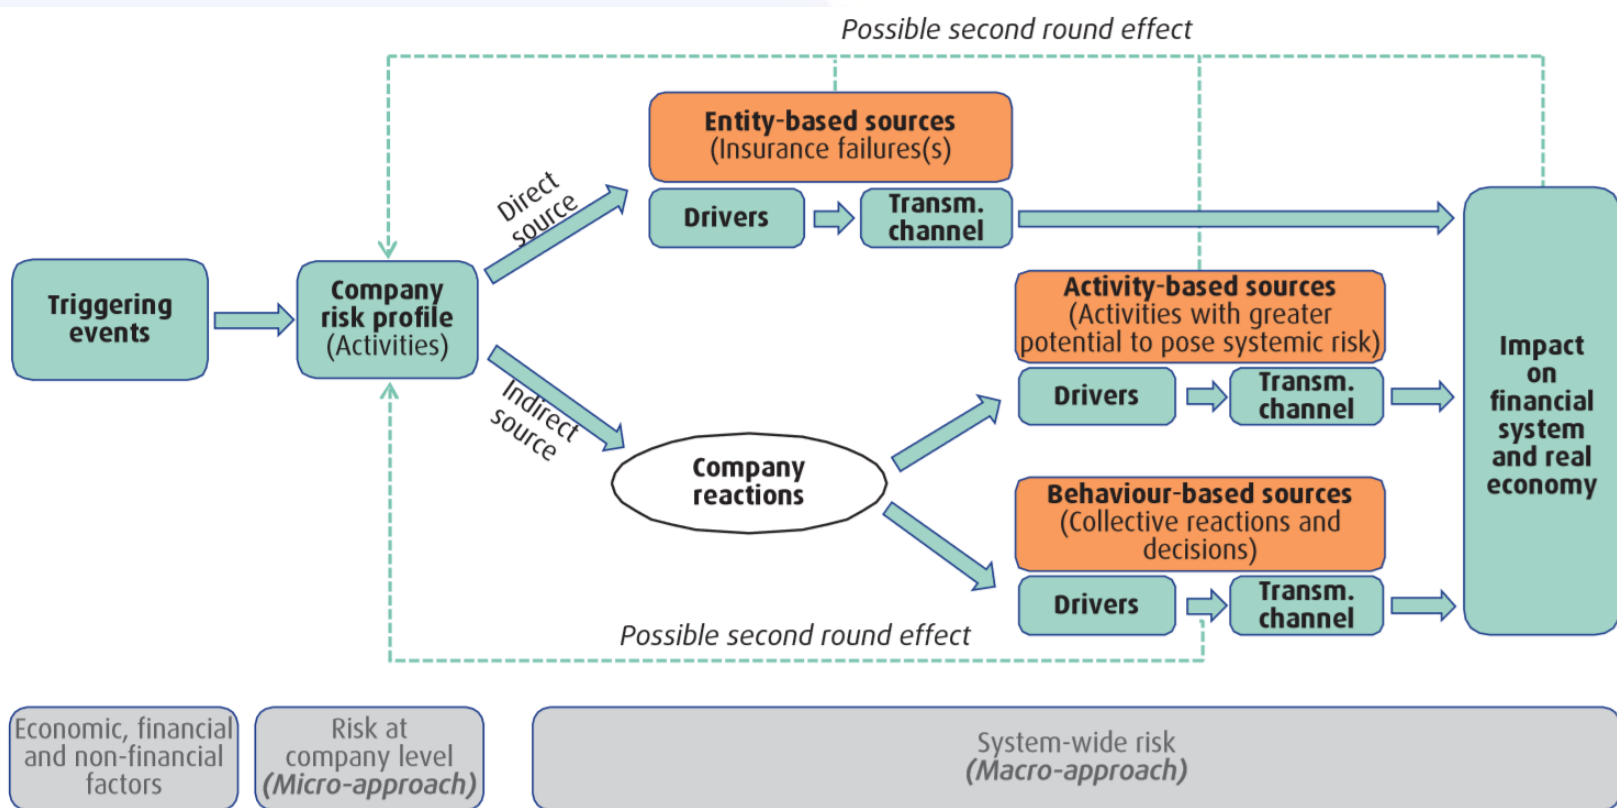 Possible second round effect
Entity-based sources
(Insurance failures(s)
Direct
source
Drivers
Transm.
channel
Triggering
events
Company
risk profile
(Activities)
Activity-based sources
(Activities with greater
potential to pose systemic risk)
Drivers
Transm.
channel
Impact
on
financial
system
and real
economy
Indirect
source
Company
reactions
Behaviour-based sources
(Collective reactions and
decisions)
Drivers
Transm.
channel
Possible second round effect
Economic, financial
and non-financial
factors
Risk at
company level
(Micro-approach)
System-wide risk
(Macro-approach)